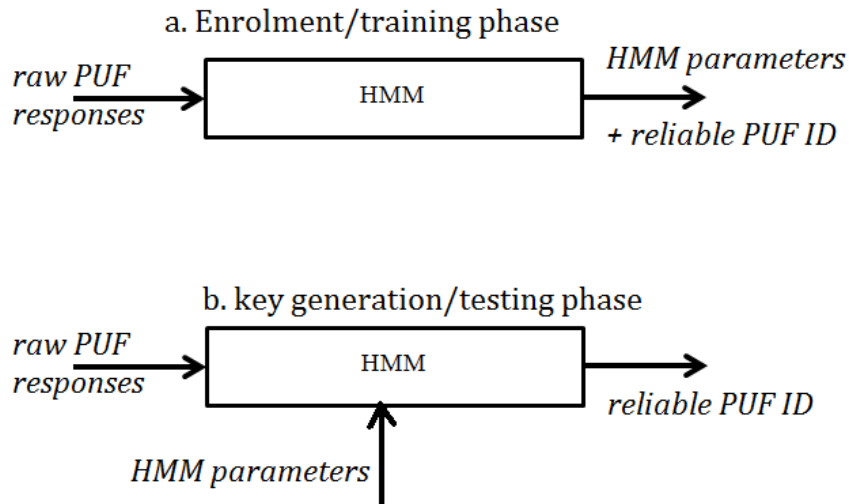 a. Enrolment/training phase
raw PUF
responses
HMM
HMM parameters
+ reliable PUF ID
b. key generation/testing phase
raw PUF
responses
HMM
reliable PUF ID
HMM parameters